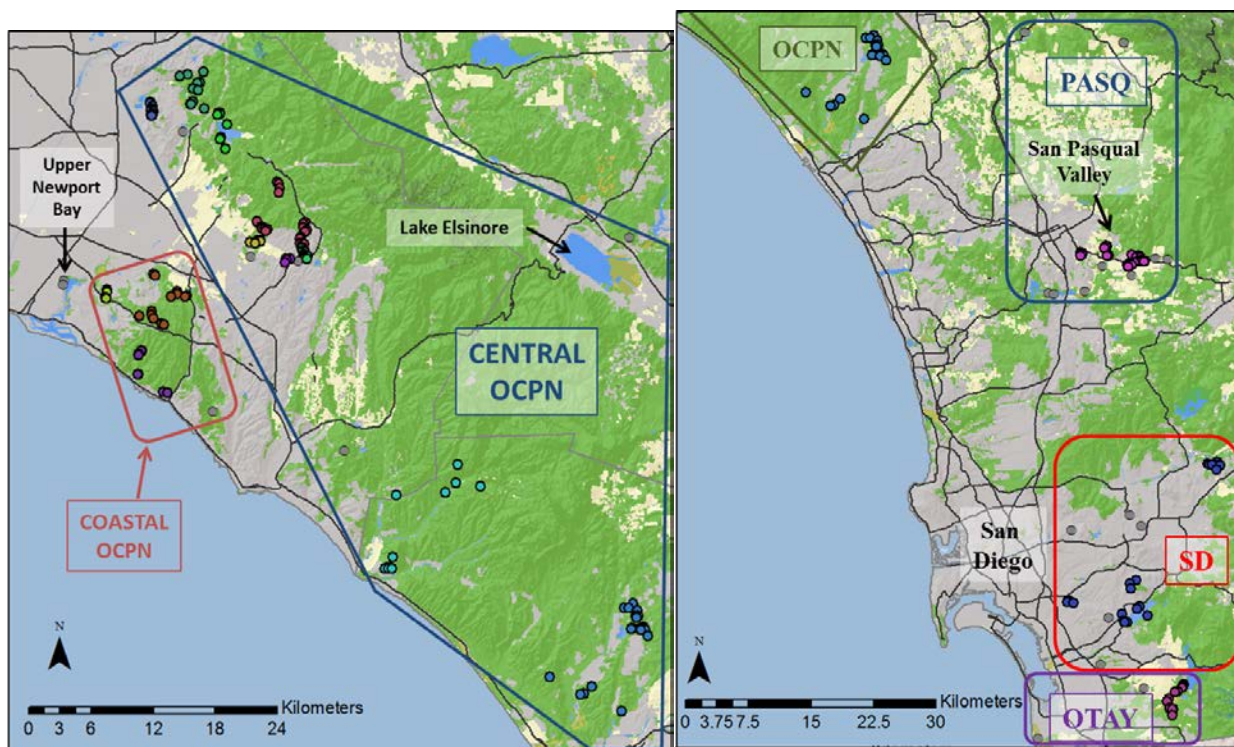 Upper
Newport
Bay
Lake Elsinore
CENTRAL
OCPN
COASTAL
OCPN
N
Kilometers
0 3 6 12 18 24
OCPN
PASQ
San Pasqual
Valley
San
Diego
SD
N
Kilometers
0 3.75 7.5 15 22.5 30
OTAY